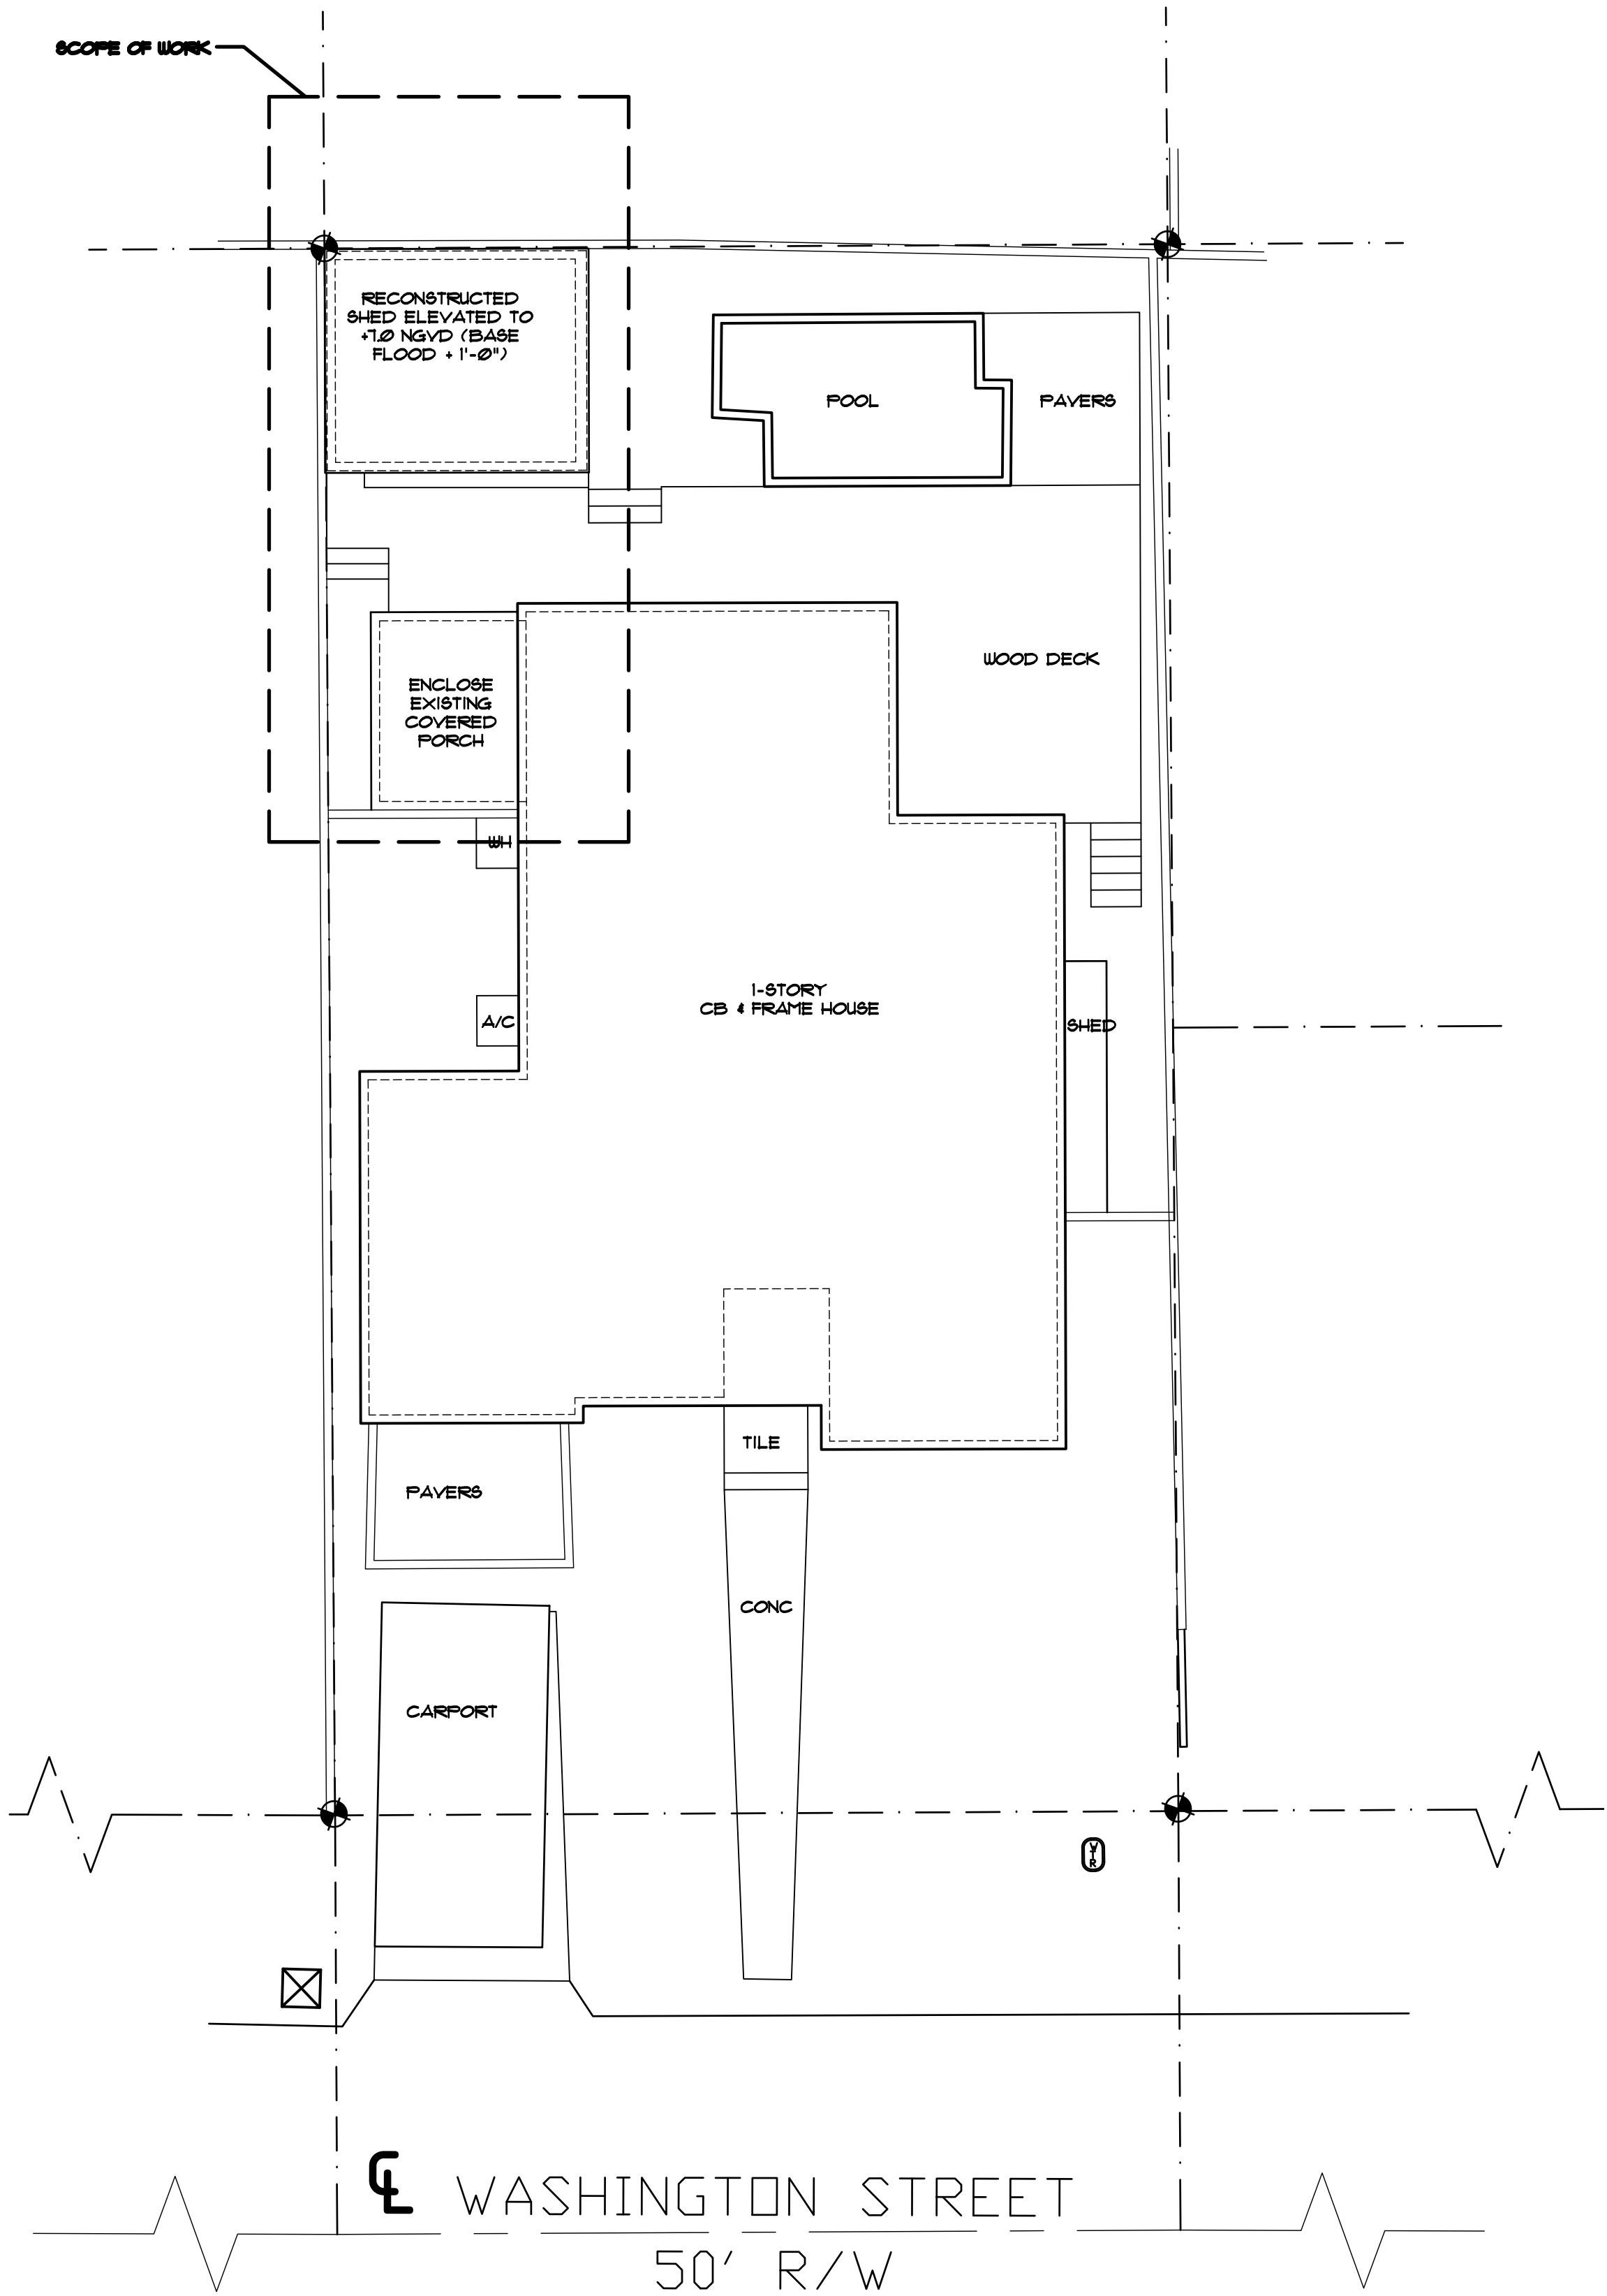 SCOPE OF WORK
RECONSTRUCTED
SHED ELEVATED TO
+7.0 NGVD (BASE
FLOOD + 1'-0")
POOL
PAVERS
WOOD DECK
ENCLOSE
EXISTING
COVERED
PORCH
WH
1-STORY
CB & FRAME HOUSE
A/C
SHED
TILE
PAVERS
CONC
CARPORT
WTR
CL
WASHINGTON STREET
50' R/W